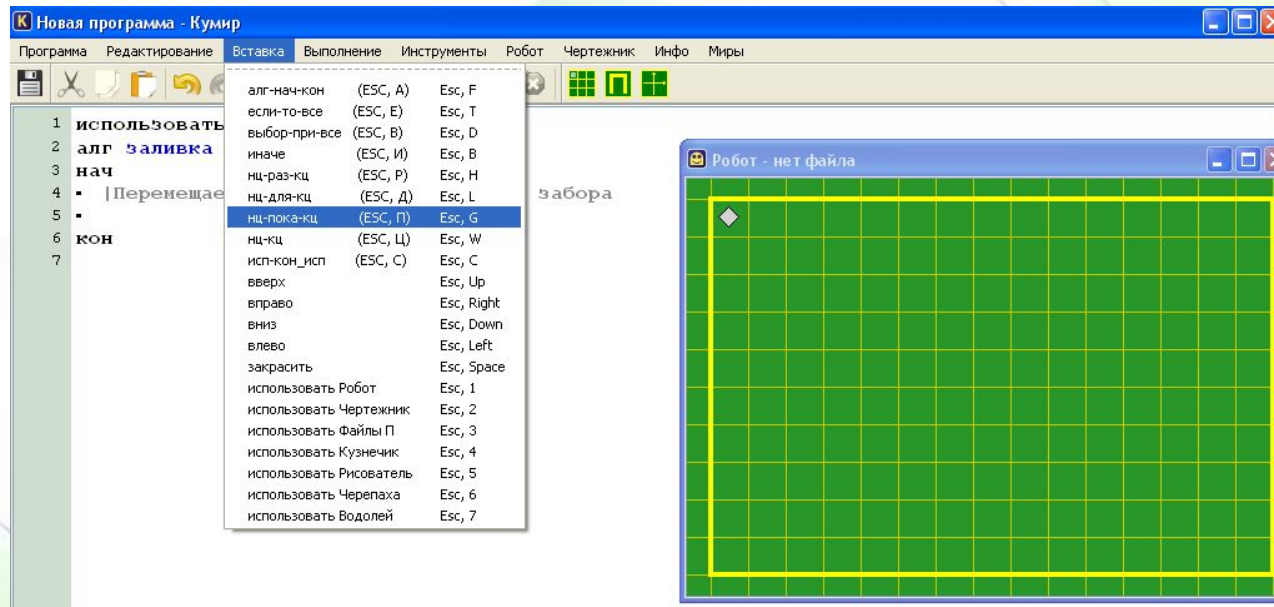 Новая программа - Кумир
Программа Редактирование Вставка Выполнение Инструменты Робот Чертежник Инфо Миры
1 использовать
2 алг заливка
3 нач
4 |Перемещае забора
5
6 кон
7
алг-нач-кон (ESC, А) Esc, F
если-то-все (ESC, Е) Esc, T
выбор-при-все (ESC, В) Esc, D
иначе (ESC, И) Esc, B
нц-раз-кц (ESC, Р) Esc, H
нц-для-кц (ESC, Д) Esc, L
нц-пока-кц (ESC, П) Esc, G
нц-кц (ESC, Ц) Esc, W
исп-кон_исп (ESC, С) Esc, C
вверх Esc, Up
вправо Esc, Right
вниз Esc, Down
влево Esc, Left
закрасить Esc, Space
использовать Робот Esc, 1
использовать Чертежник Esc, 2
использовать Файлы П Esc, 3
использовать Кузнечик Esc, 4
использовать Рисователь Esc, 5
использовать Черепаха Esc, 6
использовать Водолей Esc, 7
Робот - нет файла